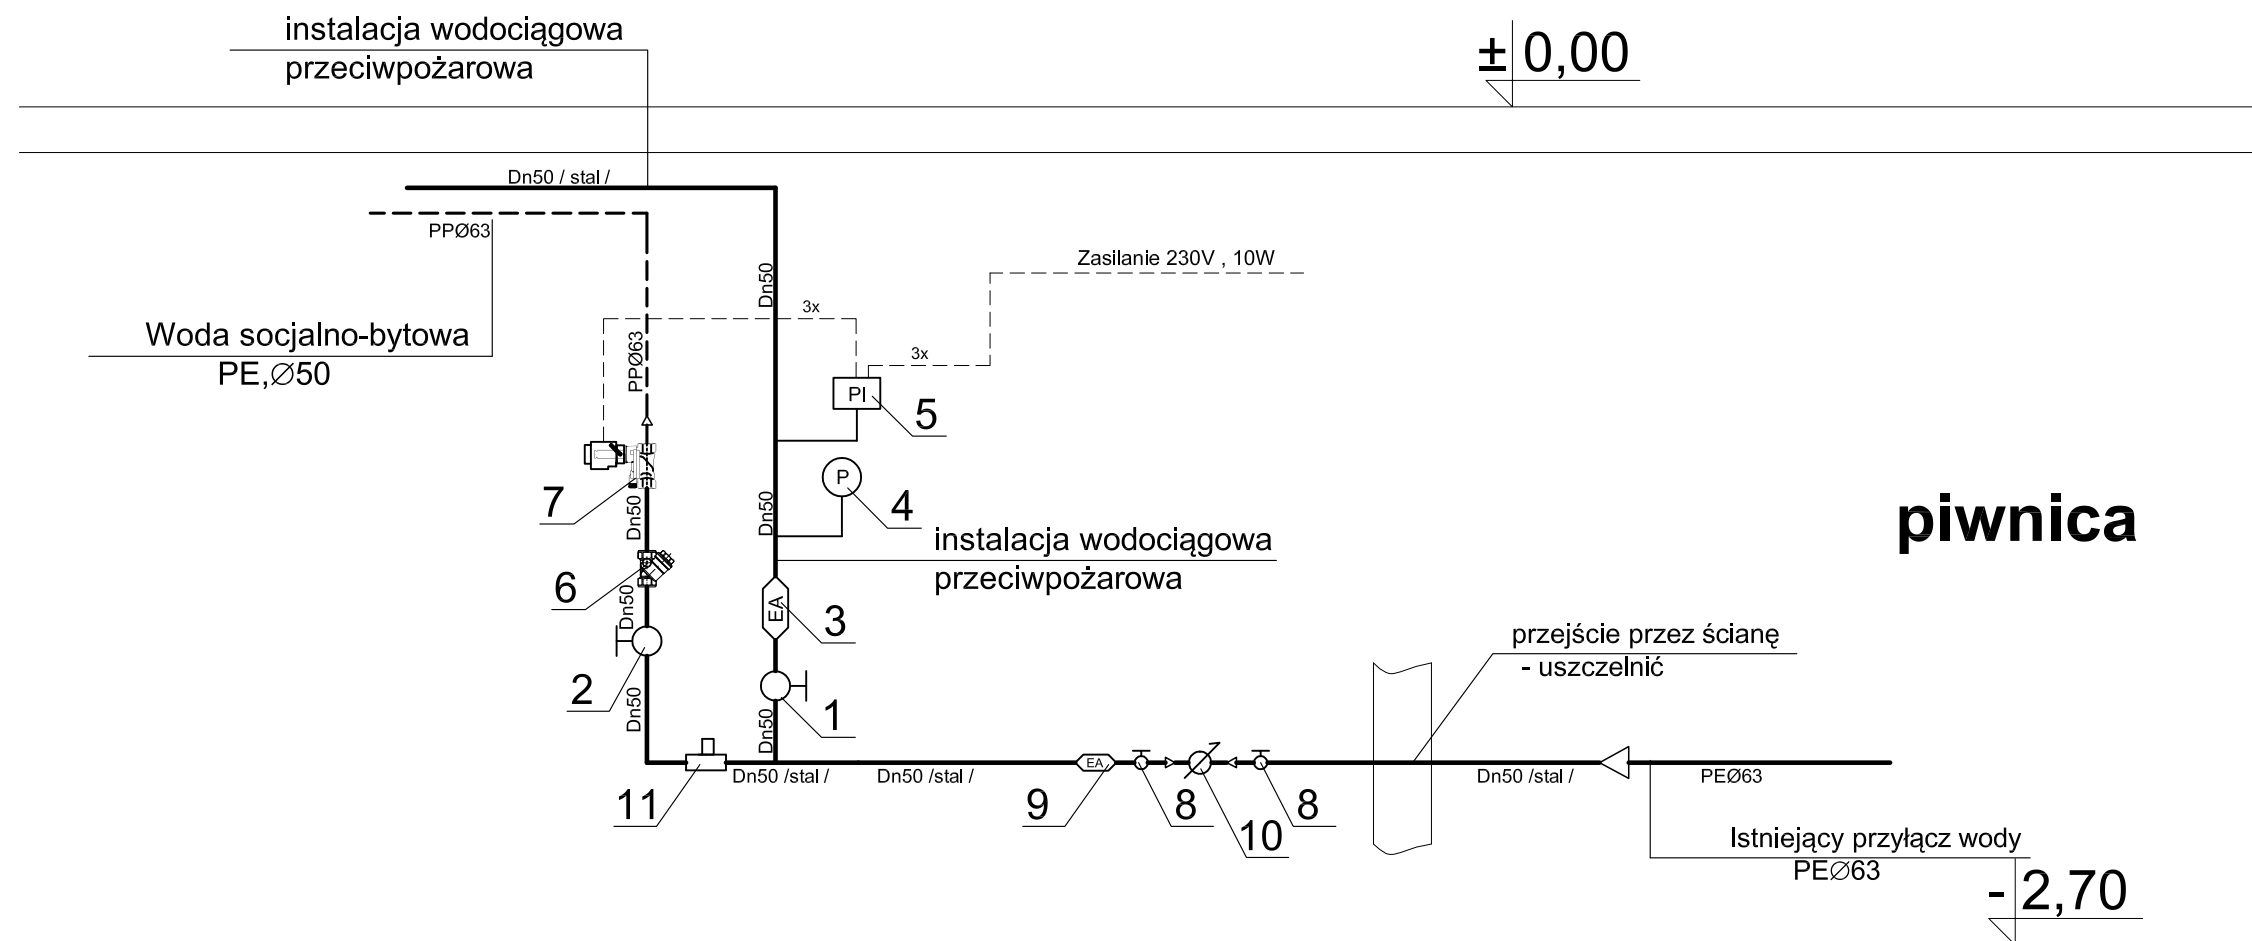 instalacja wodociągowa
przeciwpożarowa
± 0,00
Dn50 / stal /
PPØ63
Zasilanie 230V , 10W
Dn50
3x
Woda socjalno-bytowa
PE,∅50
PPØ63
3x
PI
5
P
4
7
Dn50
Dn50
piwnica
instalacja wodociągowa
przeciwpożarowa
6
Dn50
EA
3
przejście przez ścianę
- uszczelnić
2
Dn50
1
Dn50
EA
Dn50 /stal /
Dn50 /stal /
Dn50 /stal /
PEØ63
11
9
8
10
8
Istniejący przyłącz wody
PE∅63
- 2,70